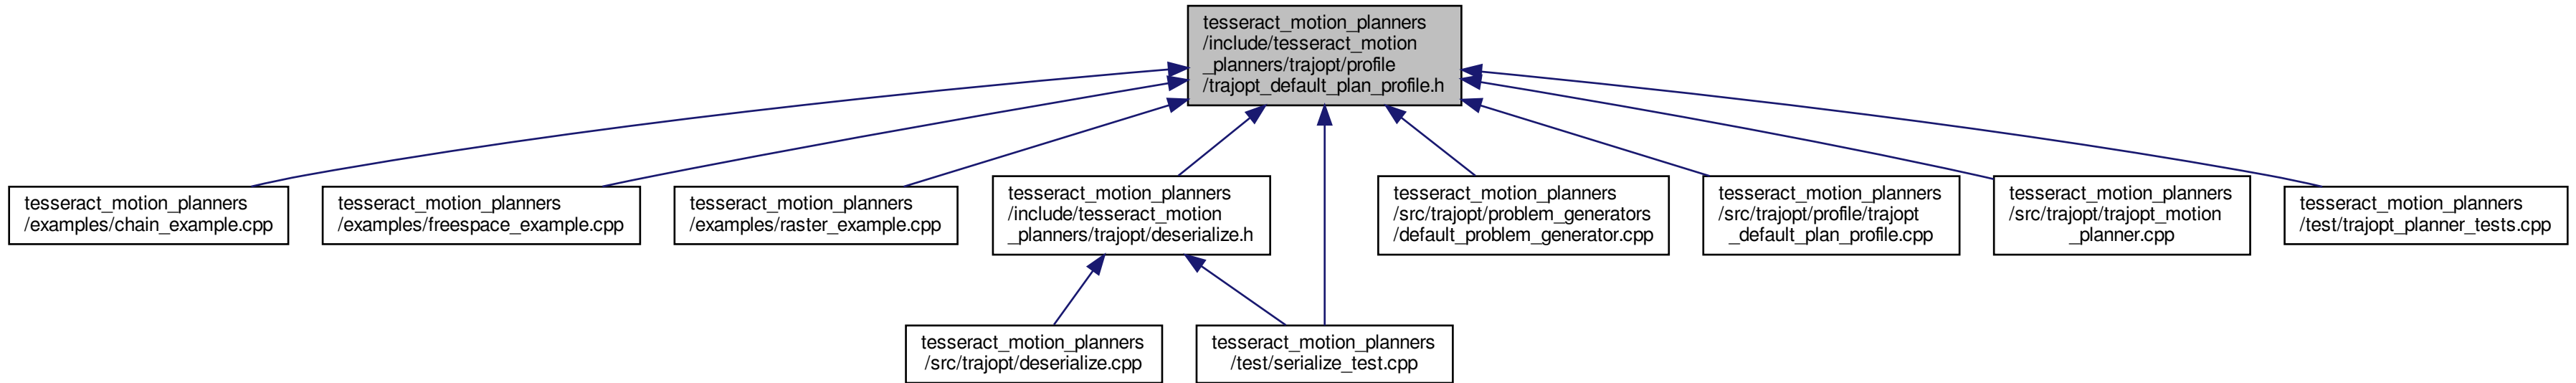 tesseract_motion_planners
/include/tesseract_motion
_planners/trajopt/profile
/trajopt_default_plan_profile.h
tesseract_motion_planners
/examples/chain_example.cpp
tesseract_motion_planners
/examples/freespace_example.cpp
tesseract_motion_planners
/examples/raster_example.cpp
tesseract_motion_planners
/include/tesseract_motion
_planners/trajopt/deserialize.h
tesseract_motion_planners
/src/trajopt/problem_generators
/default_problem_generator.cpp
tesseract_motion_planners
/src/trajopt/profile/trajopt
_default_plan_profile.cpp
tesseract_motion_planners
/src/trajopt/trajopt_motion
_planner.cpp
tesseract_motion_planners
/test/trajopt_planner_tests.cpp
tesseract_motion_planners
/src/trajopt/deserialize.cpp
tesseract_motion_planners
/test/serialize_test.cpp